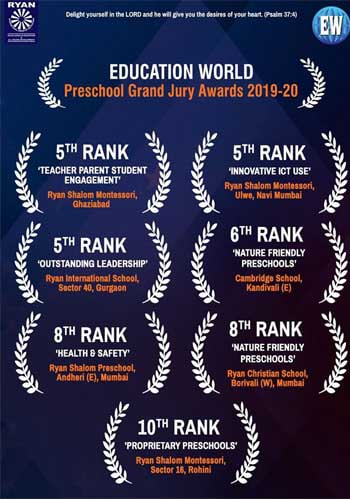 RYAN
Delight yourself in the LORD and he will give you the desires of your heart. (Psalm 37:4)
EW
EDUCATION WORLD
Preschool Grand Jury Awards 2019-20
5TH RANK
'TEACHER PARENT STUDENT
ENGAGEMENT'
Ryan Shalom Montessori,
Ghaziabad
5TH RANK
'INNOVATIVE ICT USE'
Ryan Shalom Montessori,
Ulwe, Navi Mumbai
5TH RANK
'OUTSTANDING LEADERSHIP'
Ryan International School,
Sector 40, Gurgaon
6TH RANK
'NATURE FRIENDLY
PRESCHOOLS'
Cambridge School,
Kandivali (E)
8TH RANK
'HEALTH & SAFETY'
Ryan Shalom Preschool,
Andheri (E), Mumbai
8TH RANK
'NATURE FRIENDLY
PRESCHOOLS'
Ryan Christian School,
Borivali (W), Mumbai
10TH RANK
'PROPRIETARY PRESCHOOLS'
Ryan Shalom Montessori,
Sector 16, Rohini